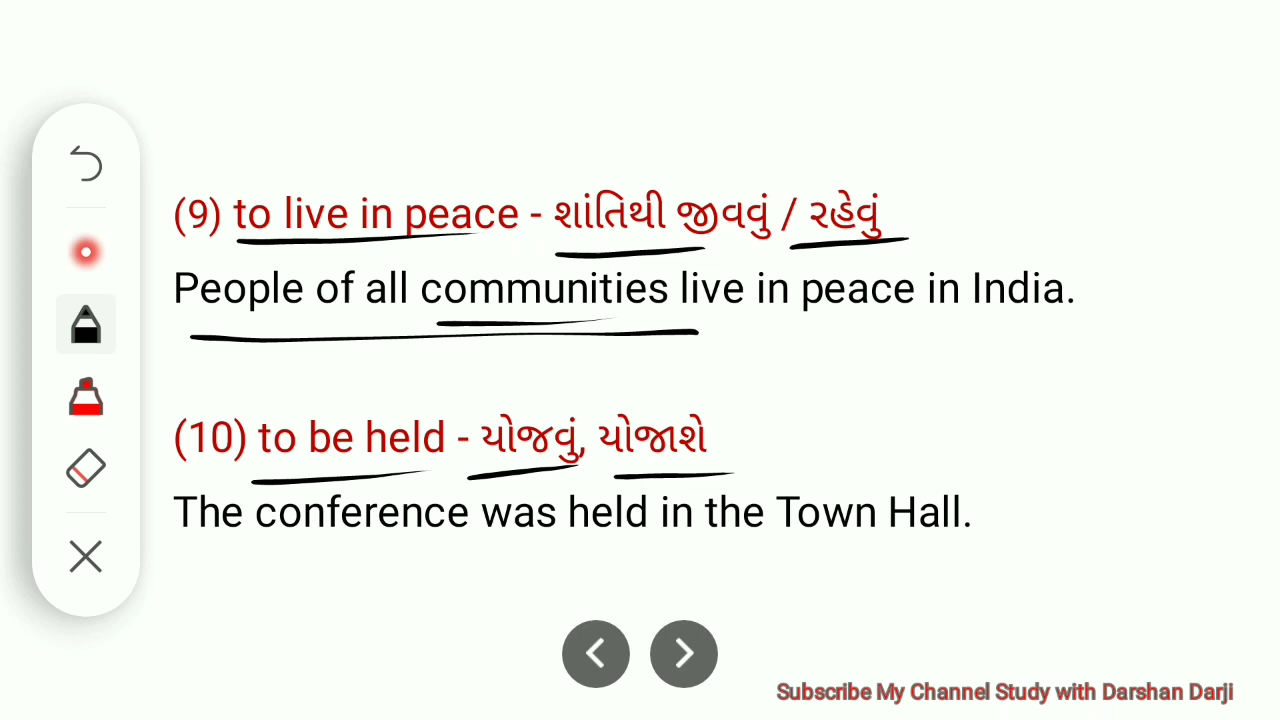 (9) to live in peace - શાંતિથી જીવવું / રહેવું
People of all communities live in peace in India.
(10) to be held - યોજવું, યોજાશે
The conference was held in the Town Hall.
Subscribe My Channel Study with Darshan Darji